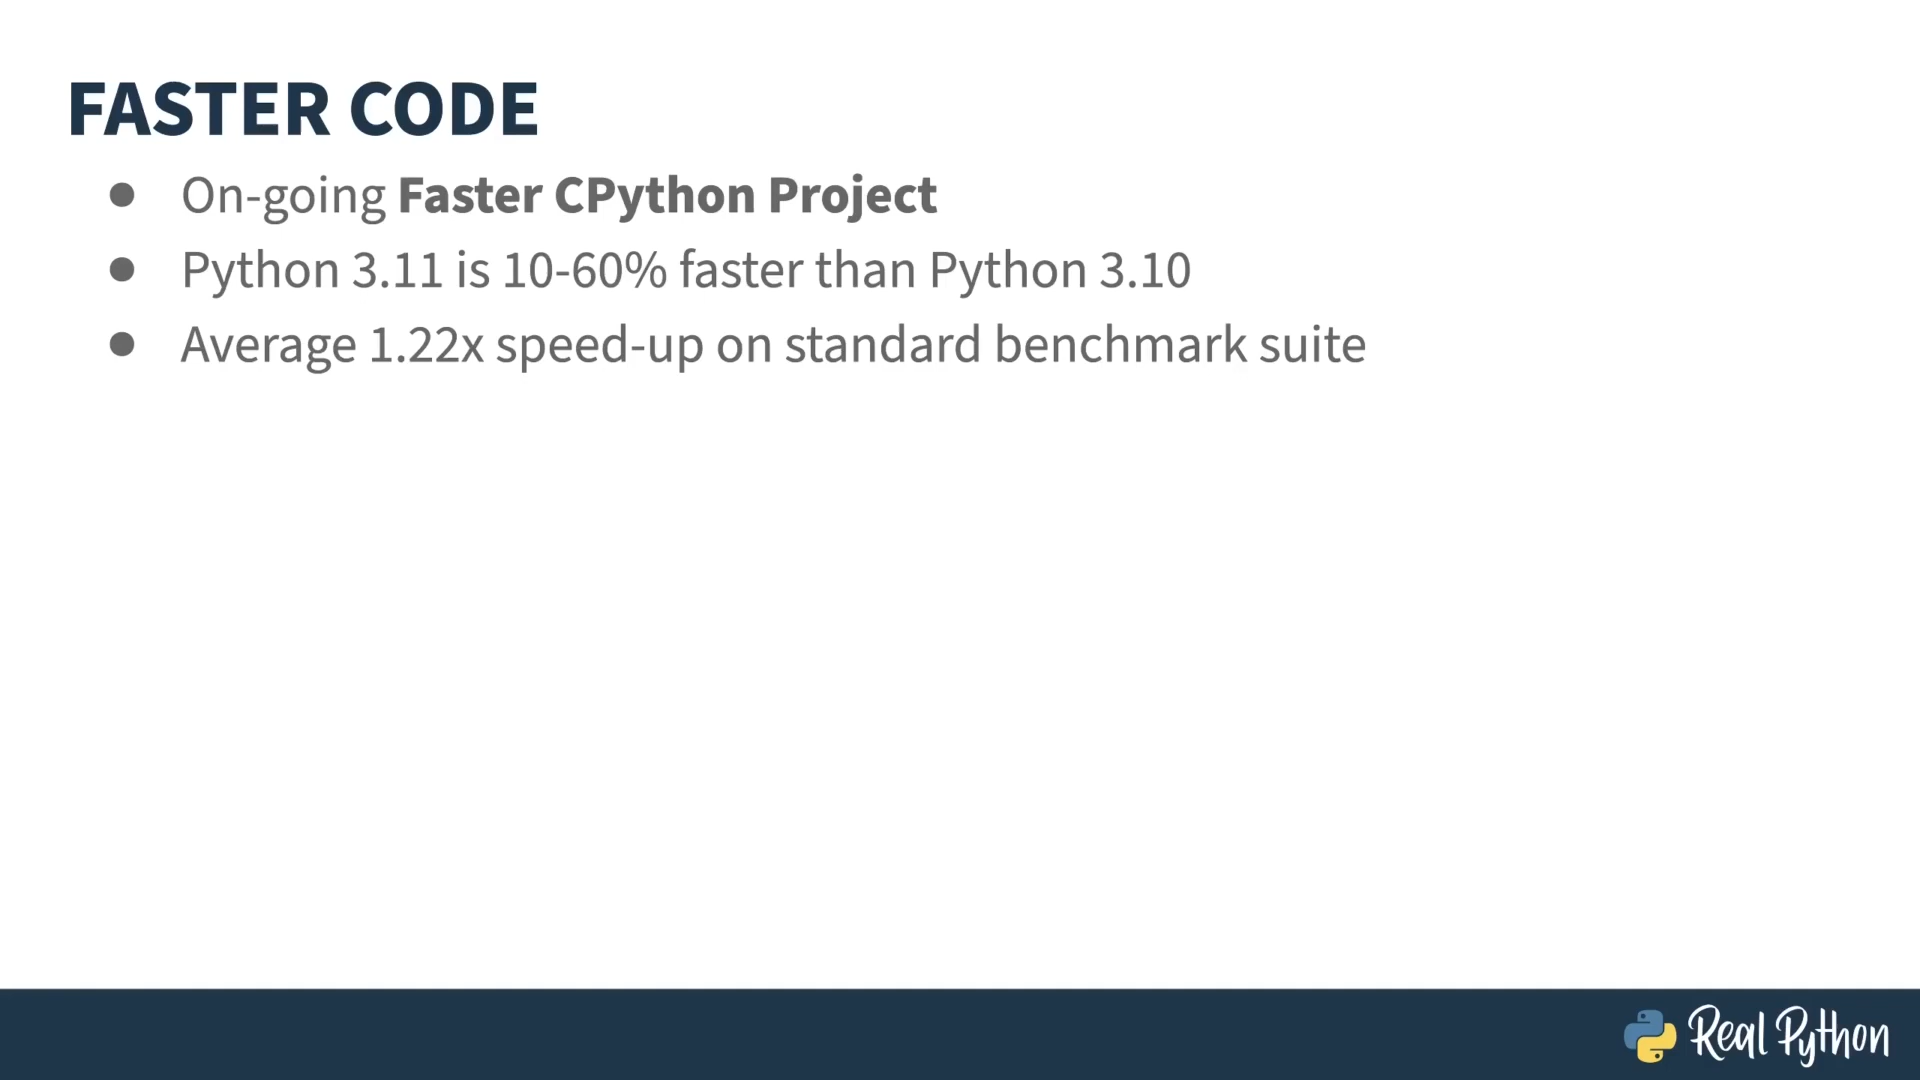 FASTER CODE
● On-going Faster CPython Project
● Python 3.11 is 10-60% faster than Python 3.10
● Average 1.22x speed-up on standard benchmark suite
Real Python